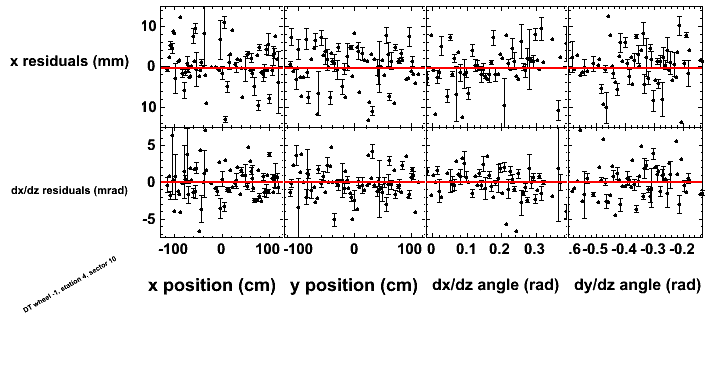 10
x residuals (mm)
0
10
5
dx/dz residuals (mrad)
0
-5
-100 0 100 -100 0 100 0 0.1 0.2 0.3 .6-0.5 -0.4 -0.3 -0.2
x position (cm) y position (cm) dx/dz angle (rad) dy/dz angle (rad)
DT wheel -1, station 4, sector 10